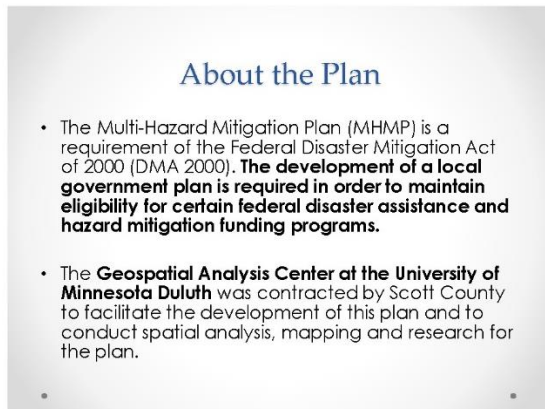 About the Plan
• The Multi-Hazard Mitigation Plan (MHMP) is a
requirement of the Federal Disaster Mitigation Act
of 2000 (DMA 2000). The development of a local
government plan is required in order to maintain
eligibility for certain federal disaster assistance and
hazard mitigation funding programs.
• The Geospatial Analysis Center at the University of
Minnesota Duluth was contracted by Scott County
to facilitate the development of this plan and to
conduct spatial analysis, mapping and research for
the plan.